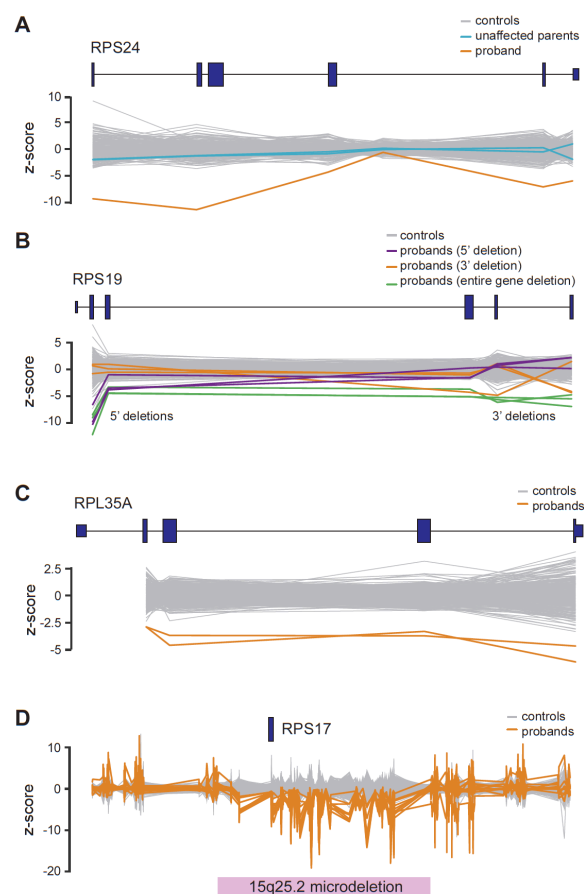 A
RPS24
controls
unaffected parents
proband
10
5
0
-5
-10
z-score
B
RPS19
controls
probands (5' deletion)
probands (3' deletion)
probands (entire gene deletion)
5
0
-5
-10
z-score
5' deletions
3' deletions
C
RPL35A
controls
probands
2.5
0
-2.5
-5
z-score
D
RPS17
controls
probands
10
0
-10
-20
z-score
15q25.2 microdeletion